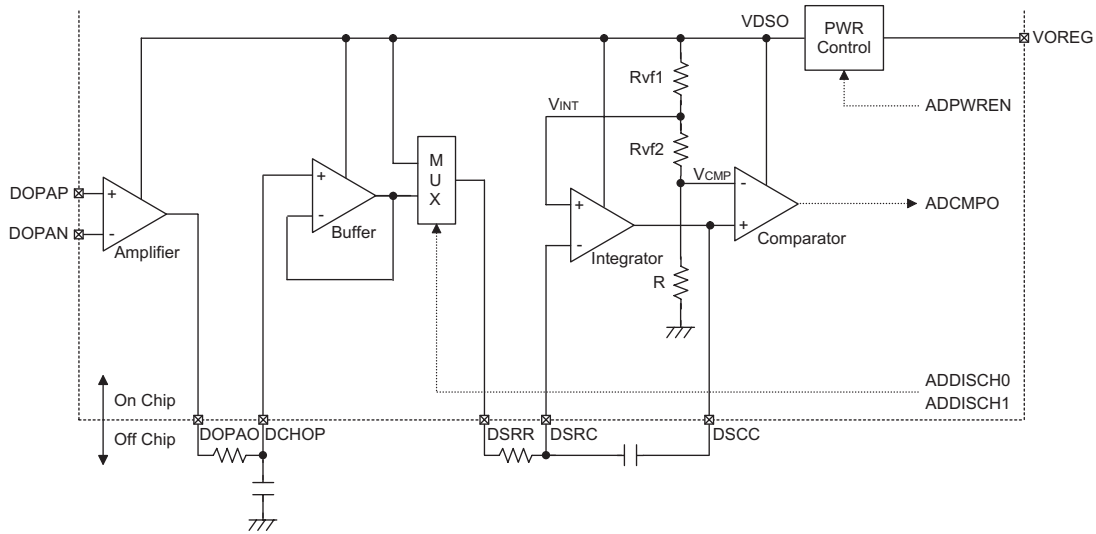 VDSO
PWR
Control
VOREG
Rvf1
VINT
ADPWREN
M
U
X
Rvf2
VCMP
DOPAP
+
+
-
ADCMPO
DOPAN
-
Amplifier
-
Buffer
+
-
Integrator
+
Comparator
R
On Chip
Off Chip
ADDISCH0
ADDISCH1
DOPAO
DCHOP
DSRR
DSRC
DSCC